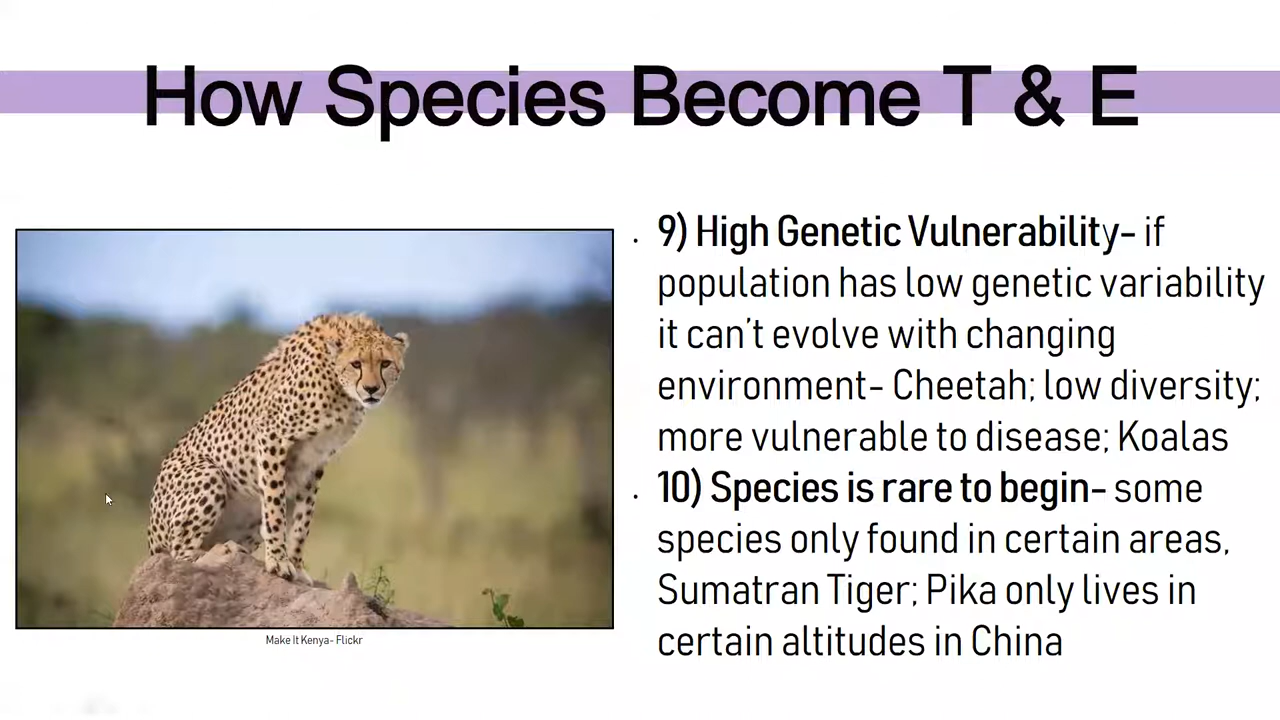 How Species Become T & E
• 9) High Genetic Vulnerability- if
population has low genetic variability
it can’t evolve with changing
environment- Cheetah; low diversity;
more vulnerable to disease; Koalas
• 10) Species is rare to begin- some
species only found in certain areas,
Sumatran Tiger; Pika only lives in
certain altitudes in China
Make It Kenya- Flickr